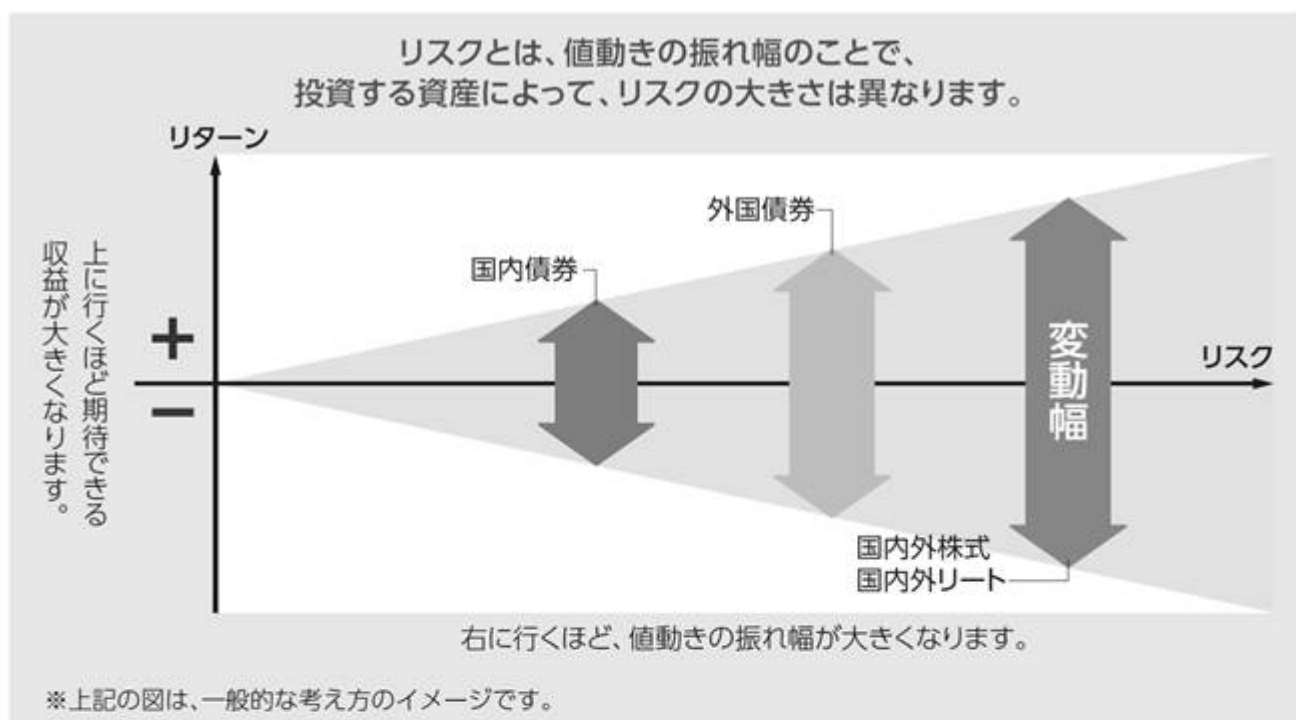 リスクとは、値動きの振れ幅のことで、
投資する資産によって、リスクの大きさは異なります。
リターン
上に行くほど期待できる
収益が大きくなります。
+
−
国内債券
外国債券
変動幅
リスク
国内外株式
国内外リート
右に行くほど、値動きの振れ幅が大きくなります。
※上記の図は、一般的な考え方のイメージです。